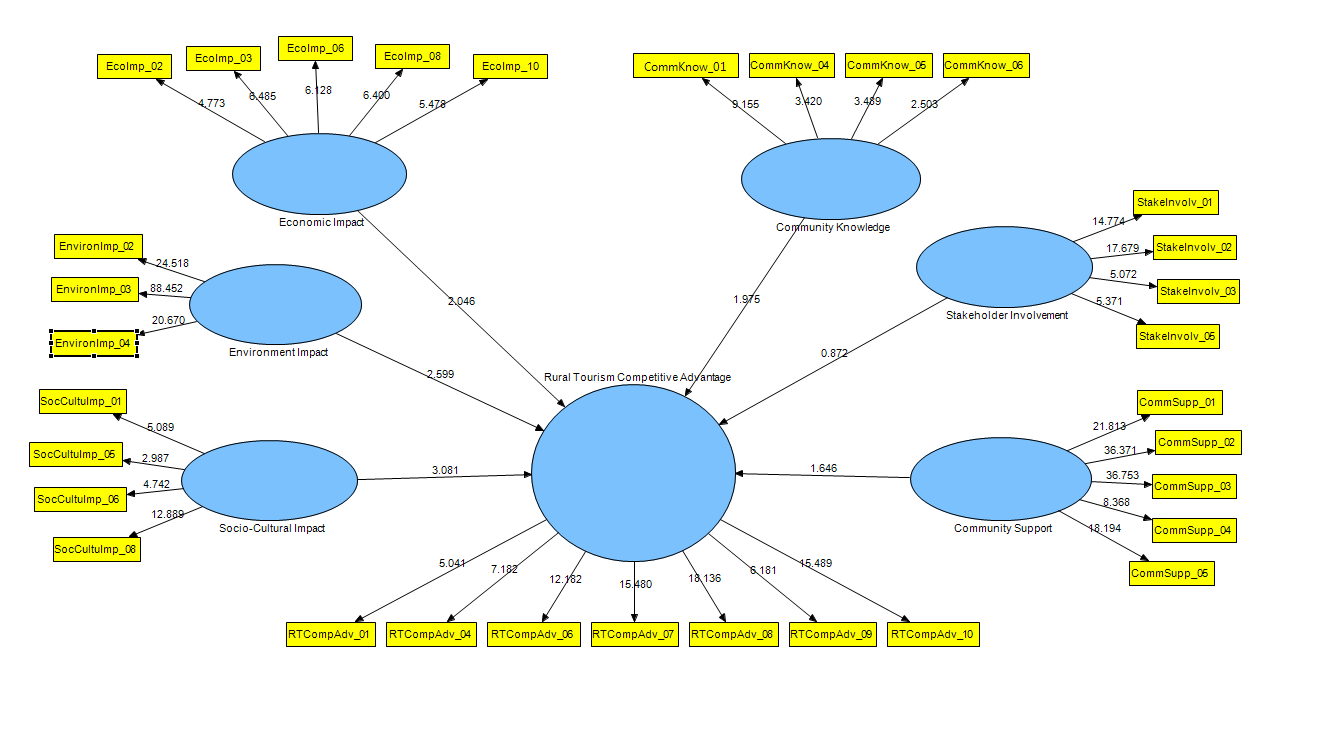 EcoImp_02
EcoImp_03
EcoImp_06
EcoImp_08
EcoImp_10
4.773
6.485
6.128
6.400
5.478
Economic Impact
CommKnow_01
CommKnow_04
CommKnow_05
CommKnow_06
9.155
3.420
3.489
2.503
Community Knowledge
StakeInvolv_01
StakeInvolv_02
StakeInvolv_03
StakeInvolv_05
14.774
17.679
5.072
5.371
Stakeholder Involvement
EnvironImp_02
EnvironImp_03
EnvironImp_04
24.518
88.452
20.670
Environment Impact
2.046
1.975
2.599
0.872
Rural Tourism Competitive Advantage
SocCultuImp_01
SocCultuImp_05
SocCultuImp_06
SocCultuImp_08
5.089
2.987
4.742
12.889
Socio-Cultural Impact
3.081
1.646
CommSupp_01
CommSupp_02
CommSupp_03
CommSupp_04
CommSupp_05
21.813
36.371
36.753
8.368
18.194
Community Support
5.041
7.182
12.182
15.480
18.136
6.181
15.489
RTCompAdv_01
RTCompAdv_04
RTCompAdv_06
RTCompAdv_07
RTCompAdv_08
RTCompAdv_09
RTCompAdv_10